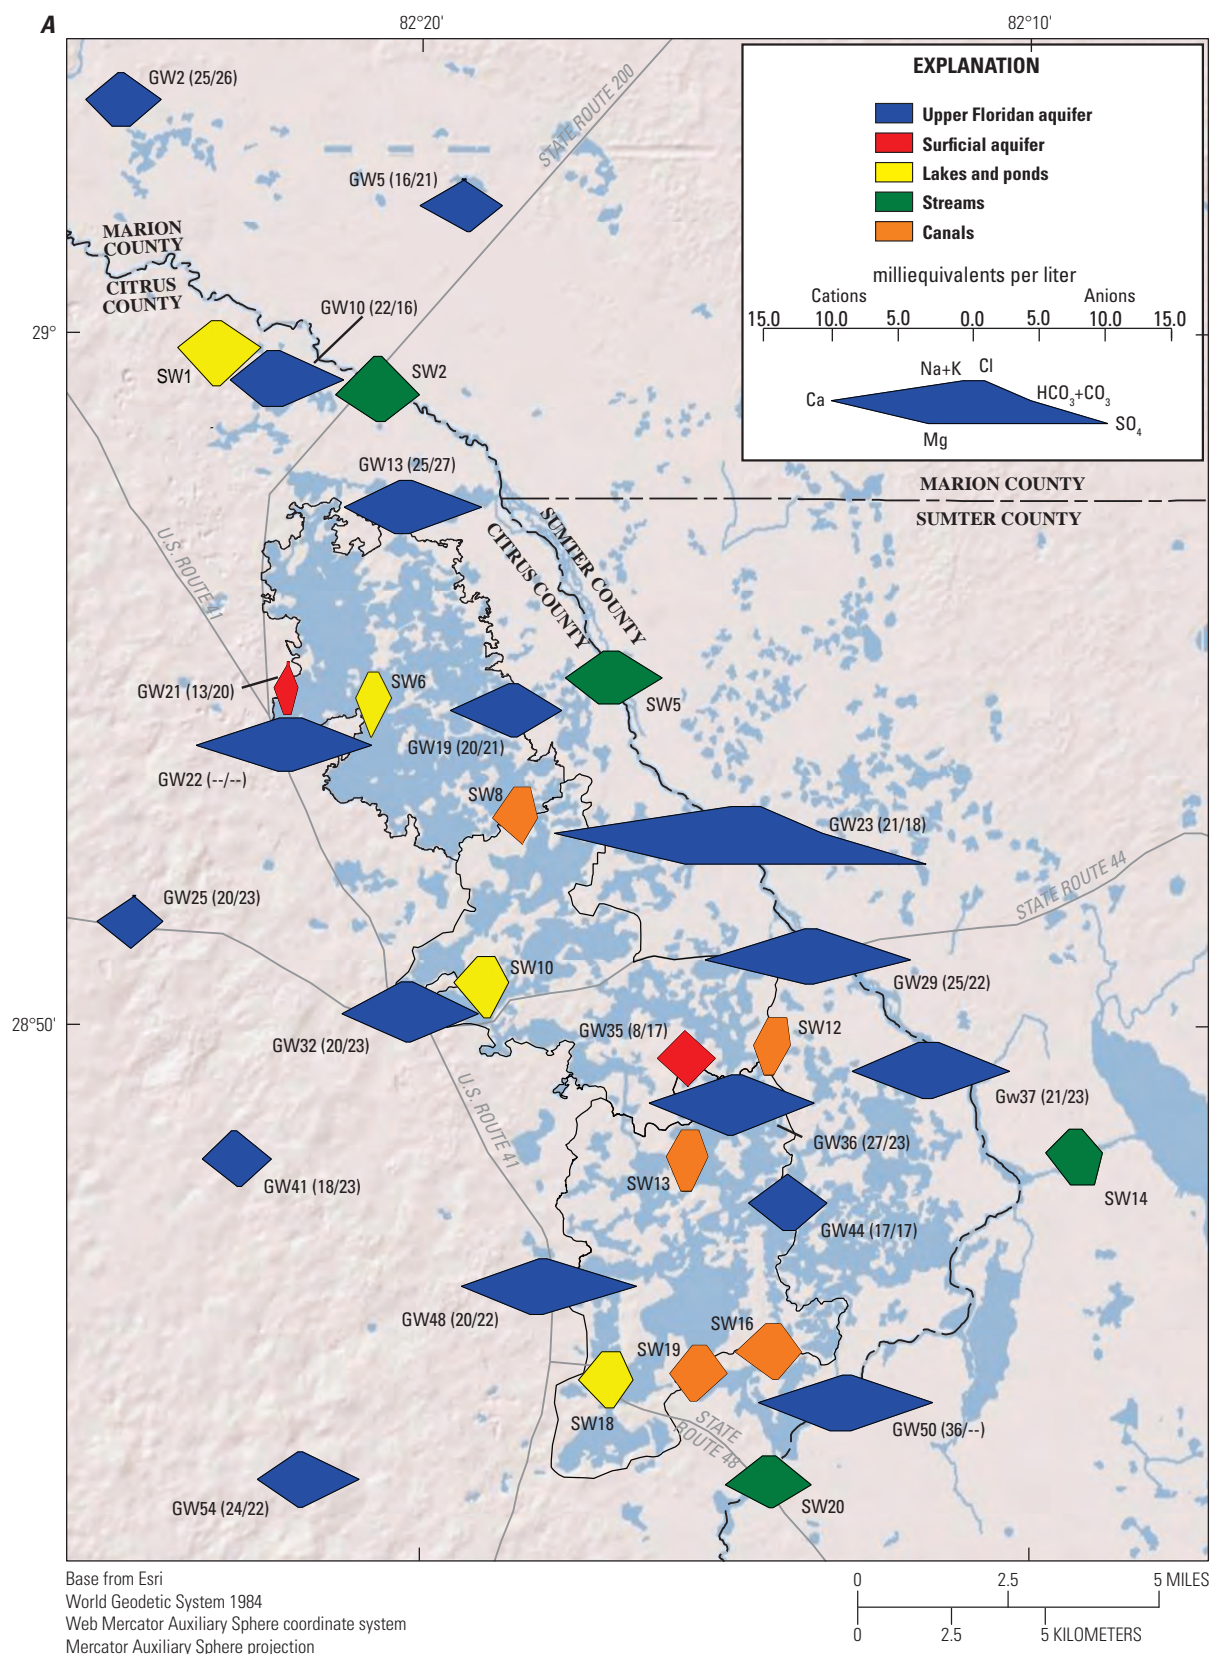 A
82°20'
82°10'
GW2 (25/26)
EXPLANATION
Upper Floridan aquifer
Surficial aquifer
Lakes and ponds
Streams
Canals
milliequivalents per liter
Cations
Anions
15.0 10.0 5.0 0.0 5.0 10.0 15.0
Na+K
Cl
Ca
HCO3+CO3
SO4
Mg
STATE ROUTE 200
GW5 (16/21)
MARION
COUNTY
CITRUS
COUNTY
GW10 (22/16)
29°
SW1
SW2
GW13 (25/27)
MARION COUNTY
SUMTER COUNTY
SUMTER COUNTY
CITRUS COUNTY
U.S. ROUTE 41
GW21 (13/20)
SW6
SW5
GW19 (20/21)
GW22 (--/--)
SW8
GW23 (21/18)
STATE ROUTE 44
GW25 (20/23)
SW10
GW29 (25/22)
28°50'
GW35 (8/17)
SW12
GW32 (20/23)
U.S. ROUTE 41
Gw37 (21/23)
GW36 (27/23)
GW41 (18/23)
SW13
SW14
GW44 (17/17)
GW48 (20/22)
SW16
SW19
SW18
STATE
ROUTE 48
GW50 (36/--)
GW54 (24/22)
SW20
Base from Esri
World Geodetic System 1984
Web Mercator Auxiliary Sphere coordinate system
Mercator Auxiliary Sphere projection
0 2.5 5 MILES
0 2.5 5 KILOMETERS